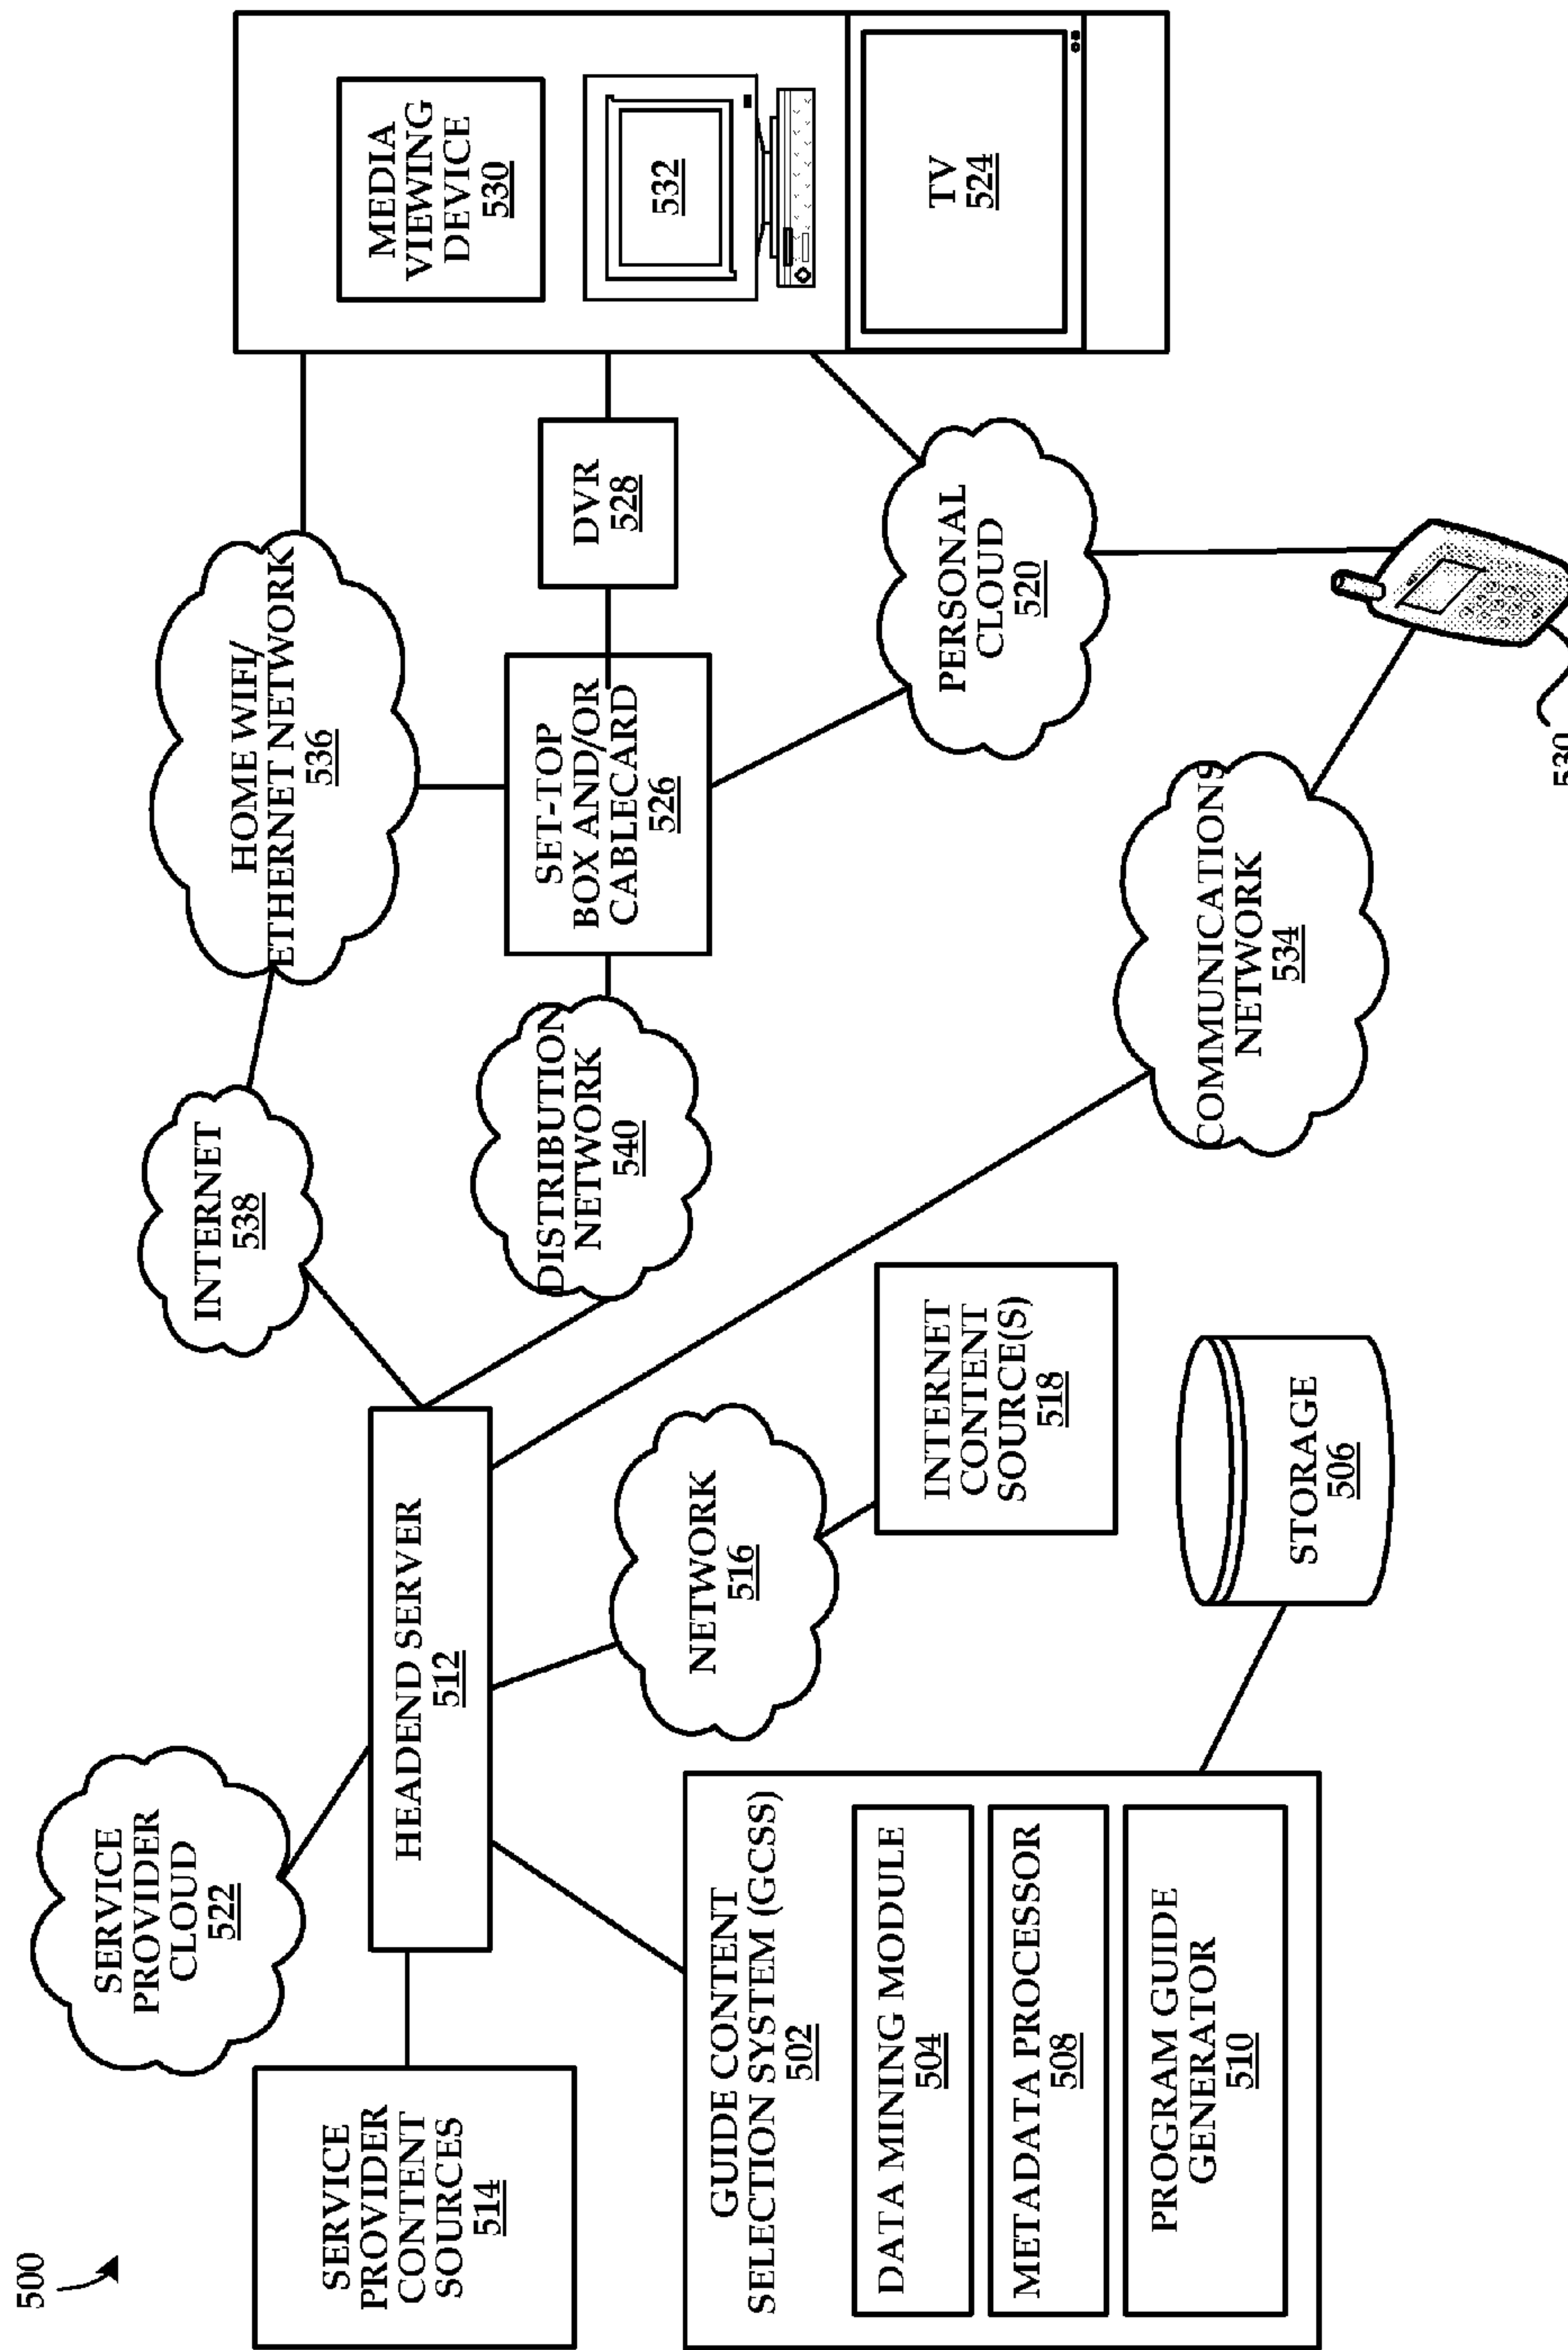 500
SERVICE
PROVIDER
CONTENT
SOURCES
514
SERVICE
PROVIDER
CLOUD
522
HEADEND SERVER
512
GUIDE CONTENT
SELECTION SYSTEM (GCSS)
502
DATA MINING MODULE
504
METADATA PROCESSOR
508
PROGRAM GUIDE
GENERATOR
510
NETWORK
516
INTERNET
CONTENT
SOURCE(S)
518
STORAGE
506
INTERNET
538
DISTRIBUTION
NETWORK
540
HOME WIFI/
ETHERNET NETWORK
536
SET-TOP
BOX AND/OR
CABLECARD
526
DVR
528
PERSONAL
CLOUD
520
COMMUNICATIONS
NETWORK
534
MEDIA
VIEWING
DEVICE
530
532
TV
524
530